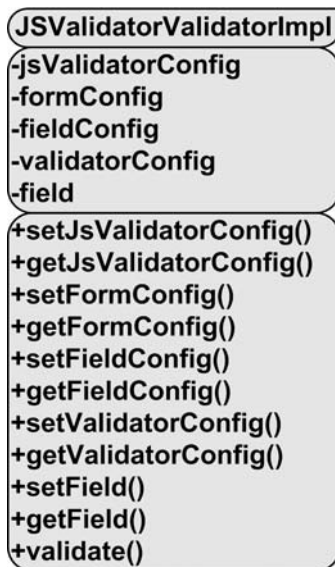 JSValidatorValidatorImpl
-jsValidatorConfig
-formConfig
-fieldConfig
-validatorConfig
-field
+setJsValidatorConfig()
+getJsValidatorConfig()
+setFormConfig()
+getFormConfig()
+setFieldConfig()
+getFieldConfig()
+setValidatorConfig()
+getValidatorConfig()
+setField()
+getField()
+validate()